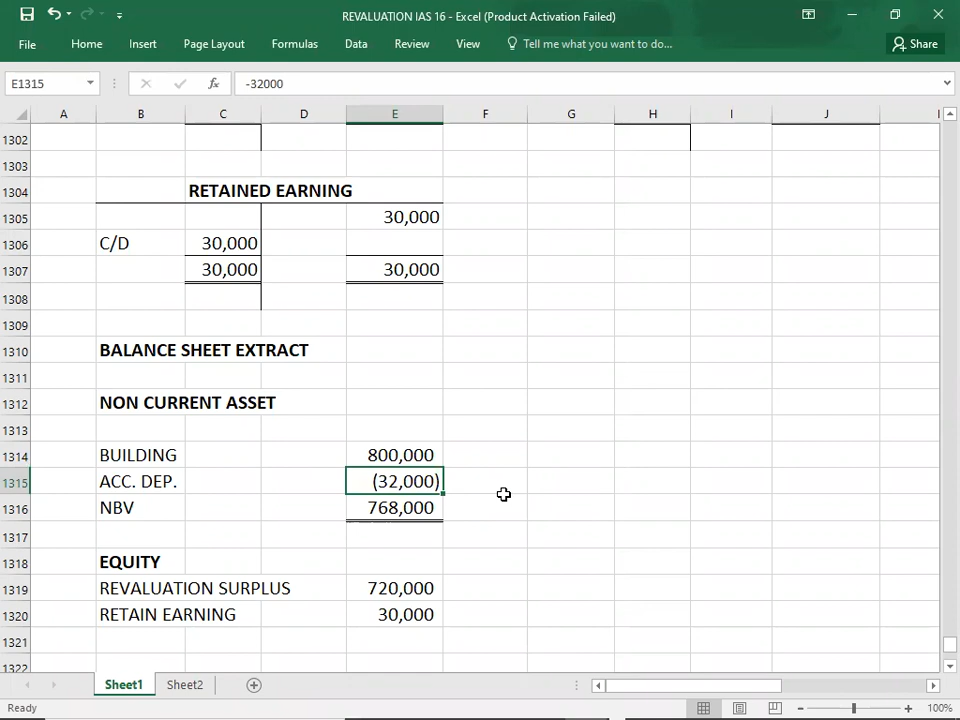 REVALUATION IAS 16 - Excel (Product Activation Failed)
File Home Insert Page Layout Formulas Data Review View Tell me what you want to do... Share
E1315 fx -32000
A B C D E F G H I J
1302
1303
1304 RETAINED EARNING
1305 30,000
1306 C/D 30,000
1307 30,000 30,000
1308
1309
1310 BALANCE SHEET EXTRACT
1311
1312 NON CURRENT ASSET
1313
1314 BUILDING 800,000
1315 ACC. DEP. (32,000)
1316 NBV 768,000
1317
1318 EQUITY
1319 REVALUATION SURPLUS 720,000
1320 RETAIN EARNING 30,000
1321
1322
Sheet1 Sheet2
Ready 100%